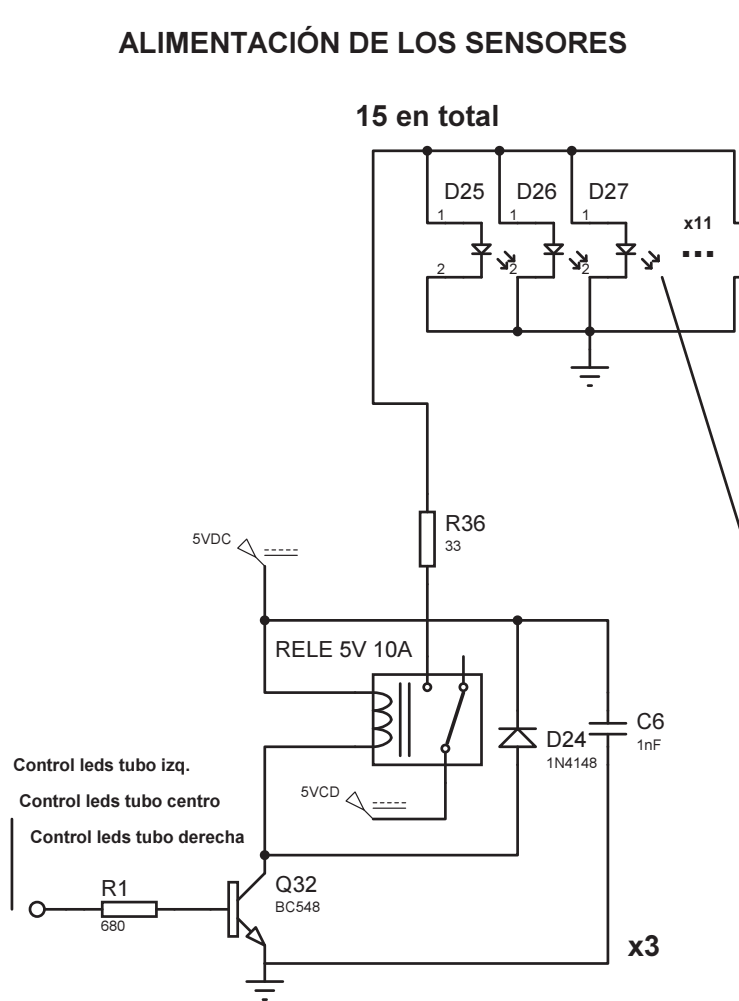 ALIMENTACIÓN DE LOS SENSORES
15 en total
D25 D26 D27
1 1 1
x11
...
2 2 2
R36
33
5VDC
RELE 5V 10A
C6
1nF
D24
1N4148
5VCD
Control leds tubo izq.
Control leds tubo centro
Control leds tubo derecha
R1
680
Q32
BC548
x3